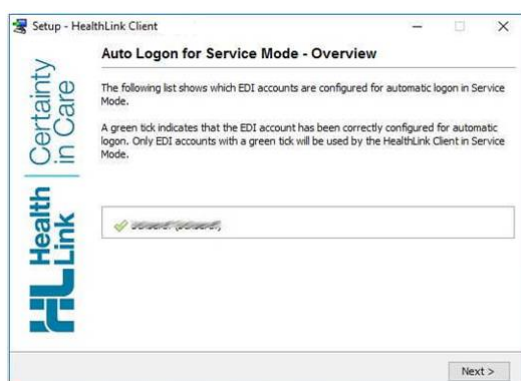 Setup - HealthLink Client
Auto Logon for Service Mode - Overview
The following list shows which EDI accounts are configured for automatic logon in Service
Mode.
A green tick indicates that the EDI account has been correctly configured for automatic
logon. Only EDI accounts with a green tick will be used by the HealthLink Client in Service
Mode.
HL Health
Link
Certainty
in Care
Next >